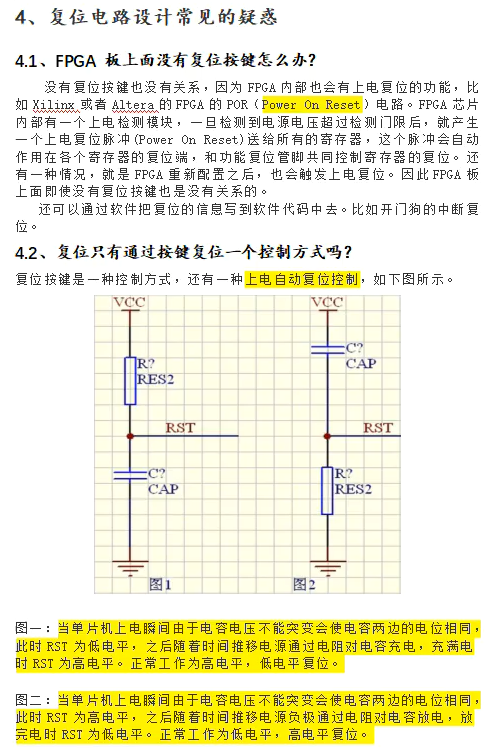 4、复位电路设计常见的疑惑
4.1、FPGA 板上面没有复位按键怎么办？
没有复位按键也没有关系，因为 FPGA 内部也会有上电复位的功能，比
如 Xilinx 或者 Altera 的 FPGA 的 POR（Power On Reset）电路。FPGA 芯片
内部有一个上电检测模块，一旦检测到电源电压超过检测门限后，就产生
一个上电复位脉冲(Power On Reset)送给所有的寄存器，这个脉冲会自动
作用在各个寄存器的复位端，和功能复位管脚共同控制寄存器的复位。还
有一种情况，就是 FPGA 重新配置之后，也会触发上电复位。因此 FPGA 板
上面即使没有复位按键也是没有关系的。
还可以通过软件把复位的信息写到软件代码中去。比如开门狗的中断复
位。
4.2、复位只有通过按键复位一个控制方式吗？
复位按键是一种控制方式，还有一种上电自动复位控制，如下图所示。
VCC
R?
RES2
RST
C?
CAP
图1
VCC
C?
CAP
RST
R?
RES2
图2
图一：当单片机上电瞬间由于电容电压不能突变会使电容两边的电位相同，
此时 RST 为低电平，之后随着时间推移电源通过电阻对电容充电，充满电
时 RST 为高电平。正常工作为高电平，低电平复位。
图二：当单片机上电瞬间由于电容电压不能突变会使电容两边的电位相同，
此时 RST 为高电平，之后随着时间推移电源负极通过电阻对电容放电，放
完电时 RST 为低电平。正常工作为低电平，高电平复位。